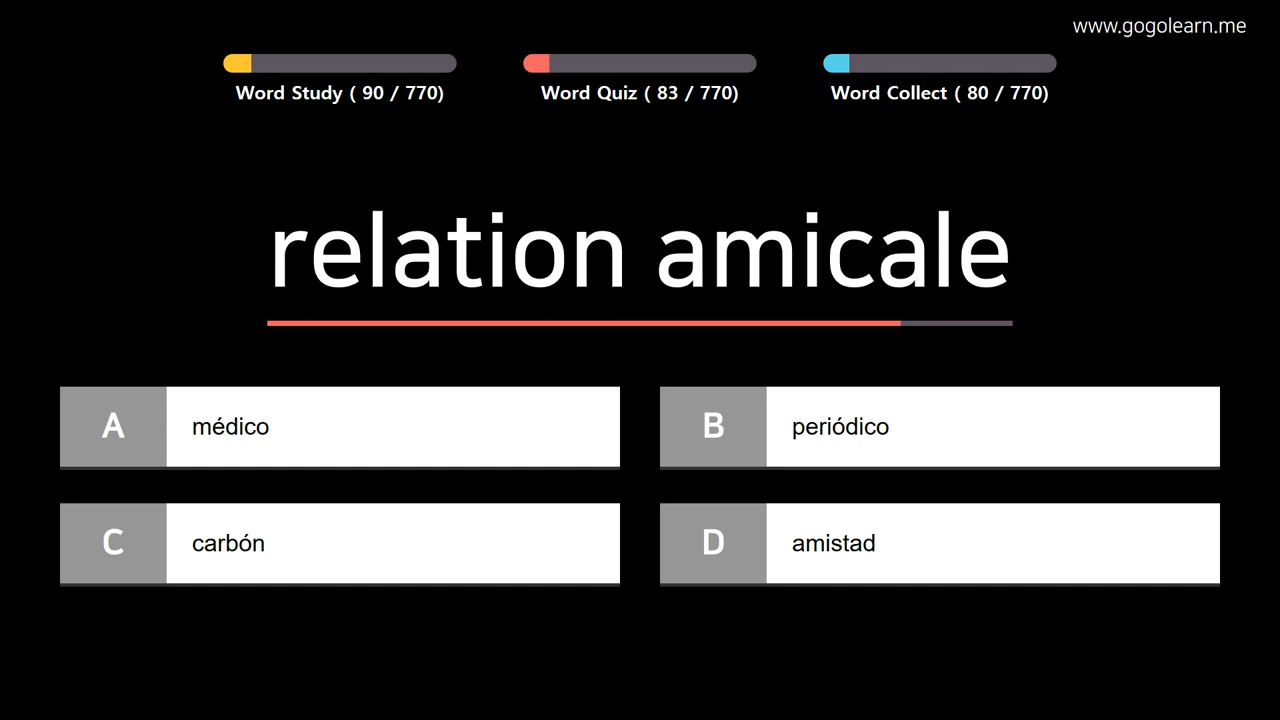 www.gogolearn.me
Word Study ( 90 / 770)
Word Quiz ( 83 / 770)
Word Collect ( 80 / 770)
relation amicale
A médico
B periódico
C carbón
D amistad